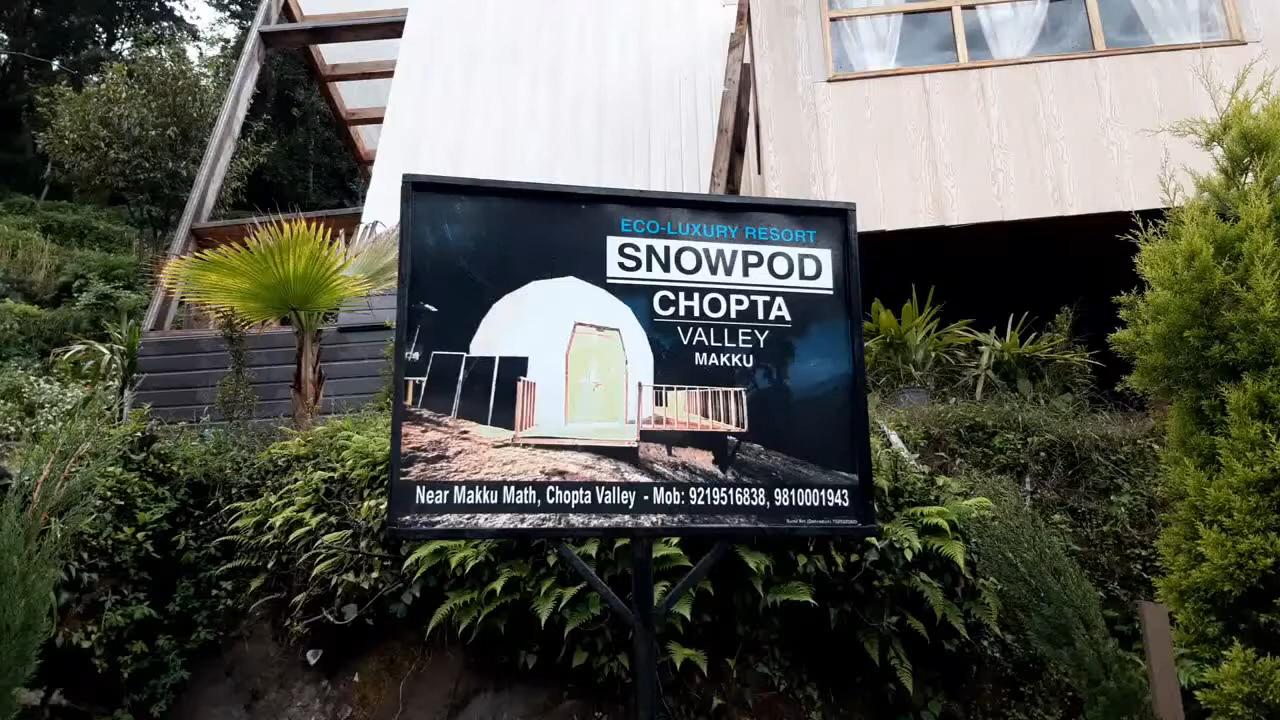 ECO-LUXURY RESORT
SNOWPOD
CHOPTA
VALLEY
MAKKU
Near Makku Math, Chopta Valley - Mob: 9219516838, 9810001943